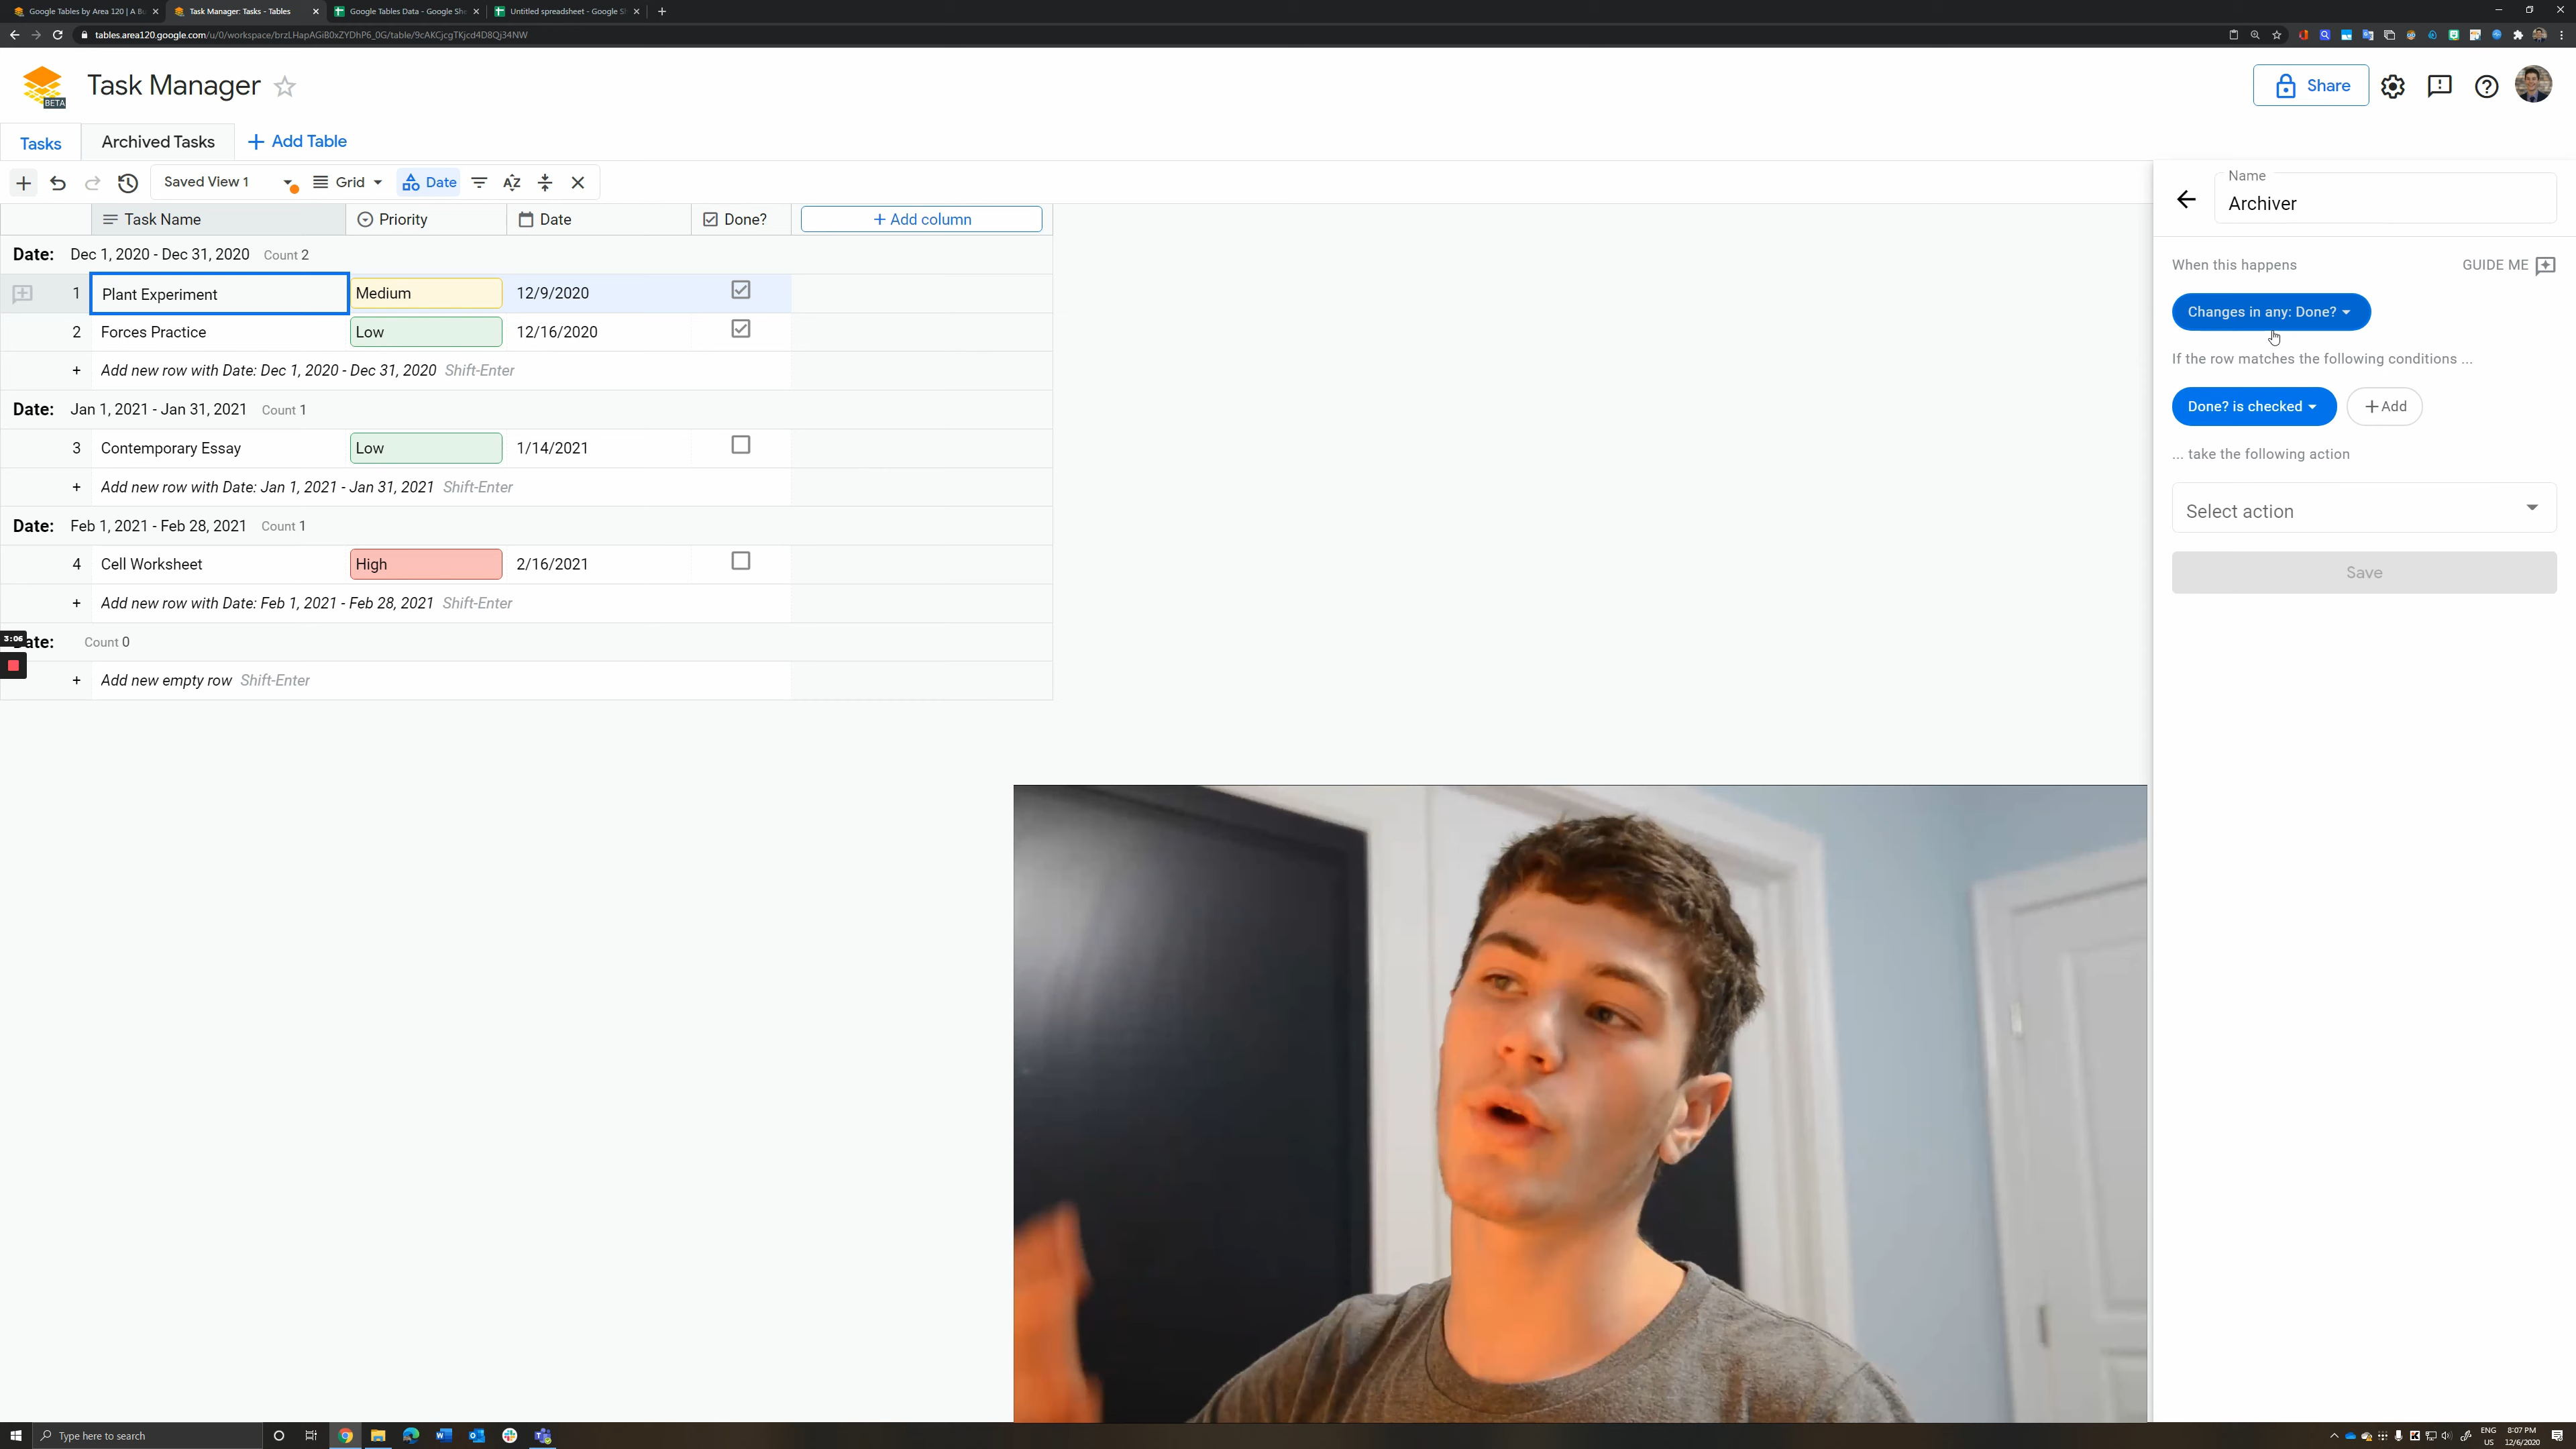 Google Tables by Area 120 | A B
Task Manager: Tasks - Tables
Google Tables Data - Google She
Untitled spreadsheet - Google Sh
tables.area120.google.com/u/0/workspace/brzLHapAGiB0xZYDhP6_0G/table/9cAKCjcgTKjcd4D8Qj34NW
BETA
Task Manager
Share
Tasks
Archived Tasks
+ Add Table
Saved View 1
Grid
Date
Task Name
Priority
Date
Done?
+ Add column
Date: Dec 1, 2020 - Dec 31, 2020 Count 2
1 Plant Experiment Medium 12/9/2020
2 Forces Practice Low 12/16/2020
+ Add new row with Date: Dec 1, 2020 - Dec 31, 2020 Shift-Enter
Date: Jan 1, 2021 - Jan 31, 2021 Count 1
3 Contemporary Essay Low 1/14/2021
+ Add new row with Date: Jan 1, 2021 - Jan 31, 2021 Shift-Enter
Date: Feb 1, 2021 - Feb 28, 2021 Count 1
4 Cell Worksheet High 2/16/2021
+ Add new row with Date: Feb 1, 2021 - Feb 28, 2021 Shift-Enter
3:06
ate: Count 0
+ Add new empty row Shift-Enter
Name
Archiver
When this happens
GUIDE ME
Changes in any: Done?
If the row matches the following conditions ...
Done? is checked
+ Add
... take the following action
Select action
Save
Type here to search
ENG
US
8:07 PM
12/6/2020